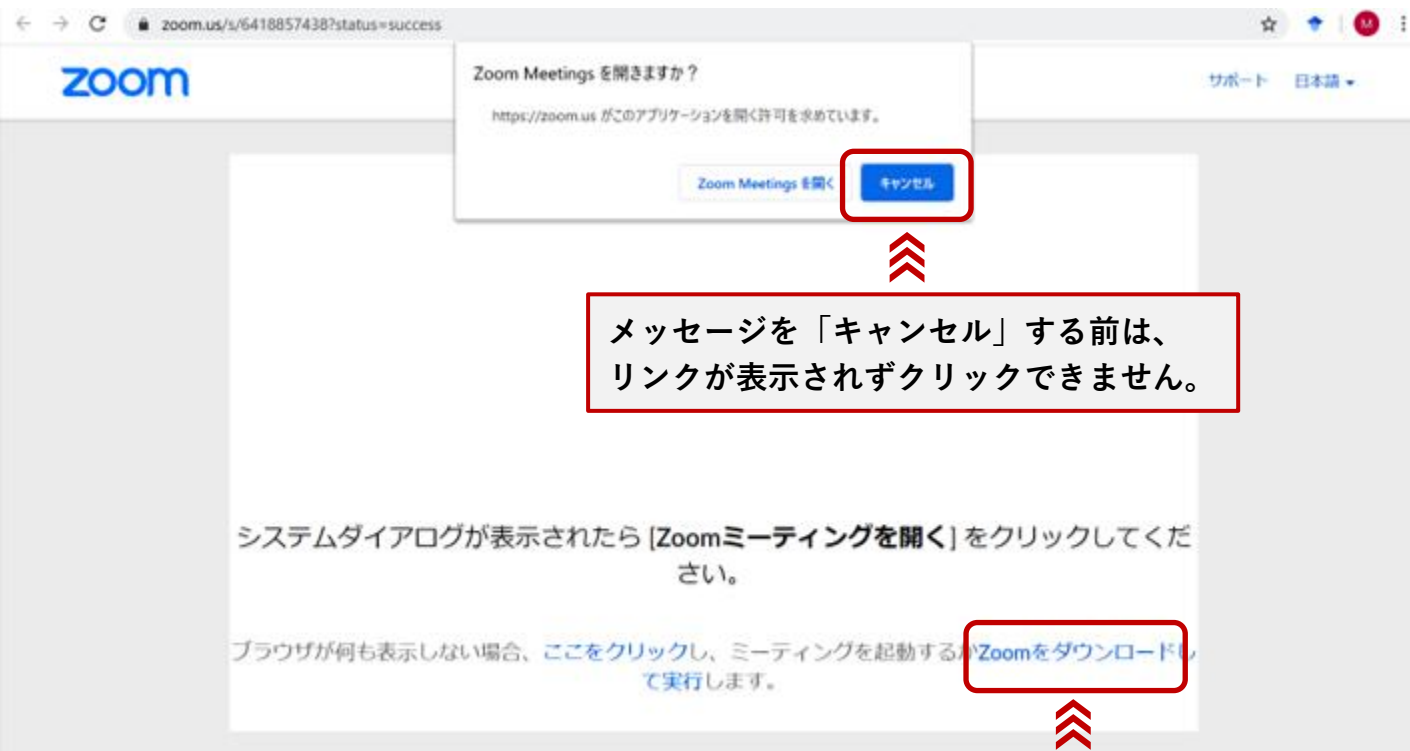 zoom.us/s/6418857438?status=success
M
zoom
サポート 日本語
Zoom Meetings を開きますか？
https://zoom.us がこのアプリケーションを開く許可を求めています。
Zoom Meetings を開く
キャンセル
メッセージを「キャンセル」する前は、
リンクが表示されずクリックできません。
システムダイアログが表示されたら [Zoomミーティングを開く] をクリックしてくだ
さい。
ブラウザが何も表示しない場合、ここをクリックし、ミーティングを起動するかZoomをダウンロードし
て実行します。